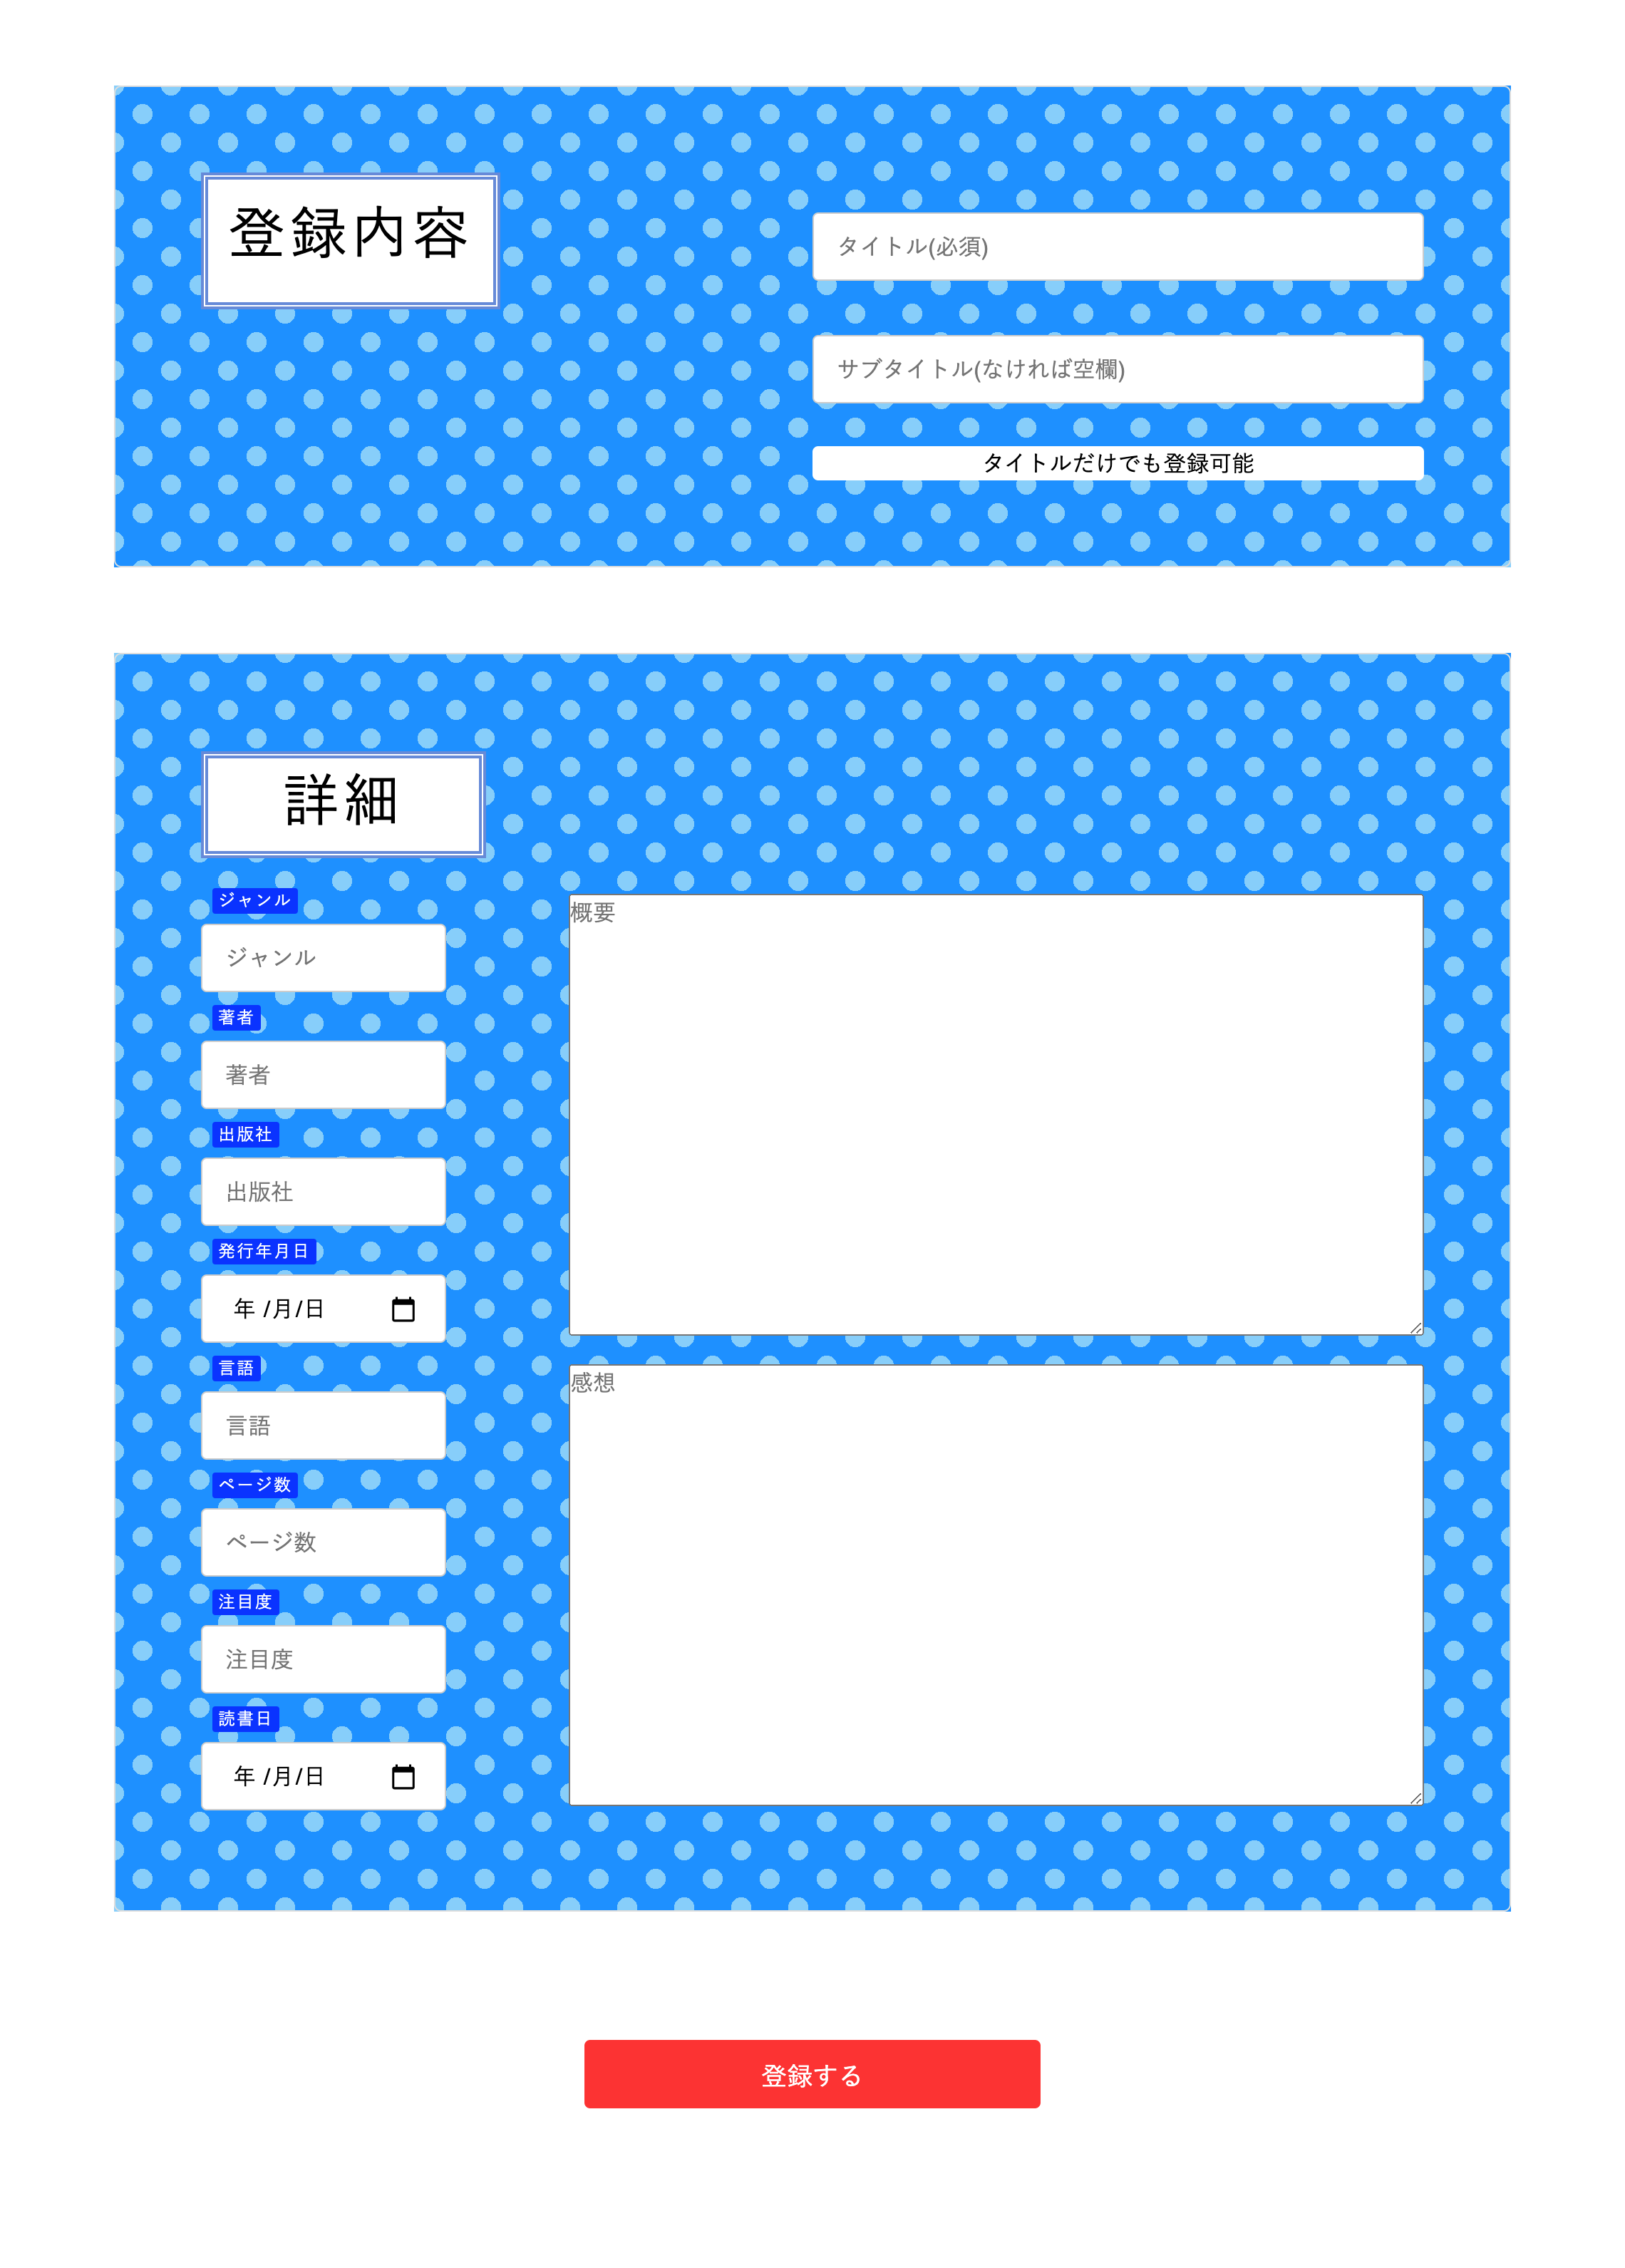 登録内容
タイトル(必須)
サブタイトル(なければ空欄)
タイトルだけでも登録可能
詳細
ジャンル
ジャンル
著者
著者
出版社
出版社
発行年月日
年 /月/日
言語
言語
ページ数
ページ数
注目度
注目度
読書日
年 /月/日
概要
感想
登録する